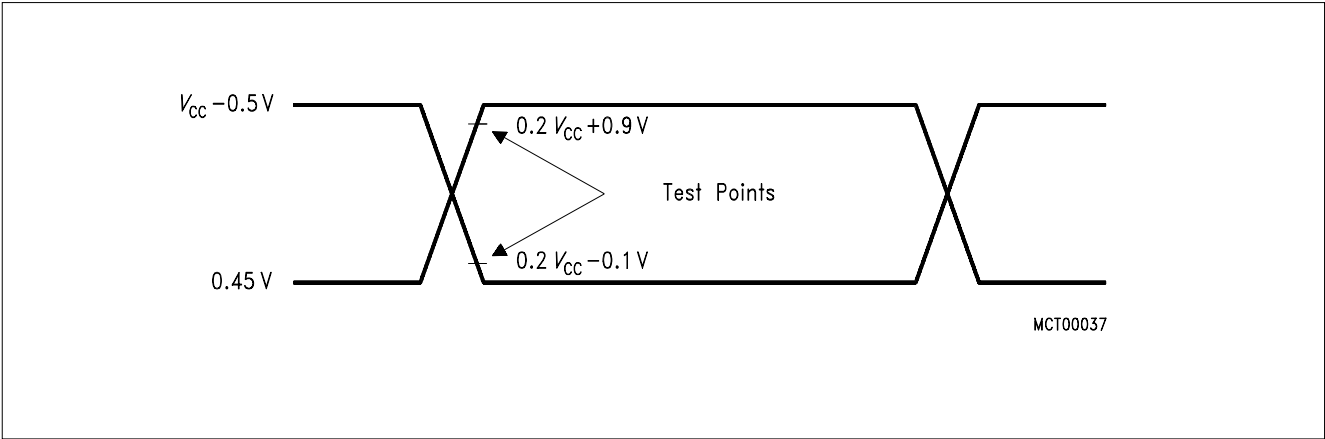 VCC −0.5 V
0.2 VCC +0.9 V
Test Points
0.2 VCC −0.1 V
0.45 V
MCT00037